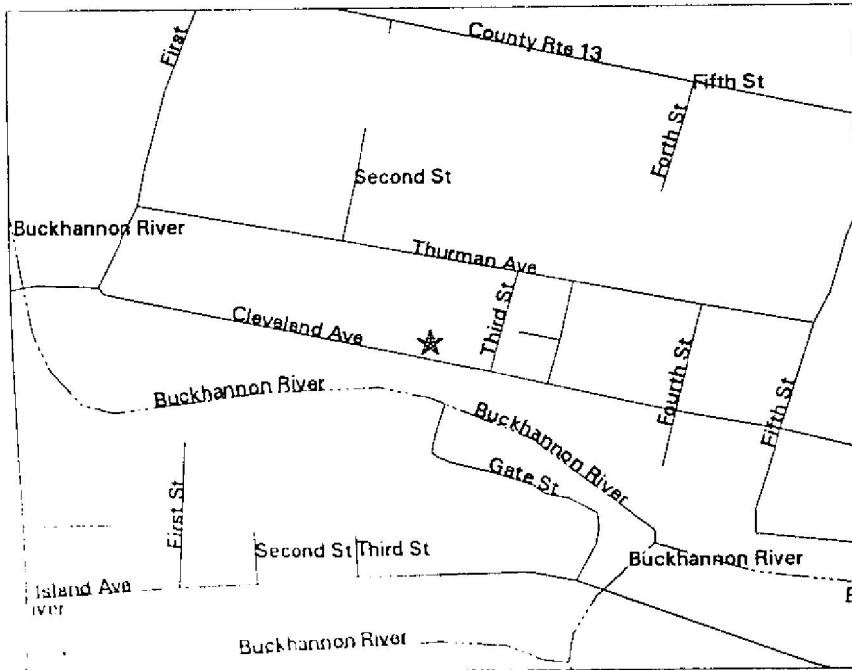 First
County Rte 13
Fifth St
Forth St
Second St
Buckhannon River
Thurman Ave
Cleveland Ave
Third St
Buckhannon River
Buckhannon River
Fourth St
Fifth St
Gate St
First St
Second St
Third St
Buckhannon River
Island Ave
iver
E
Buckhannon River